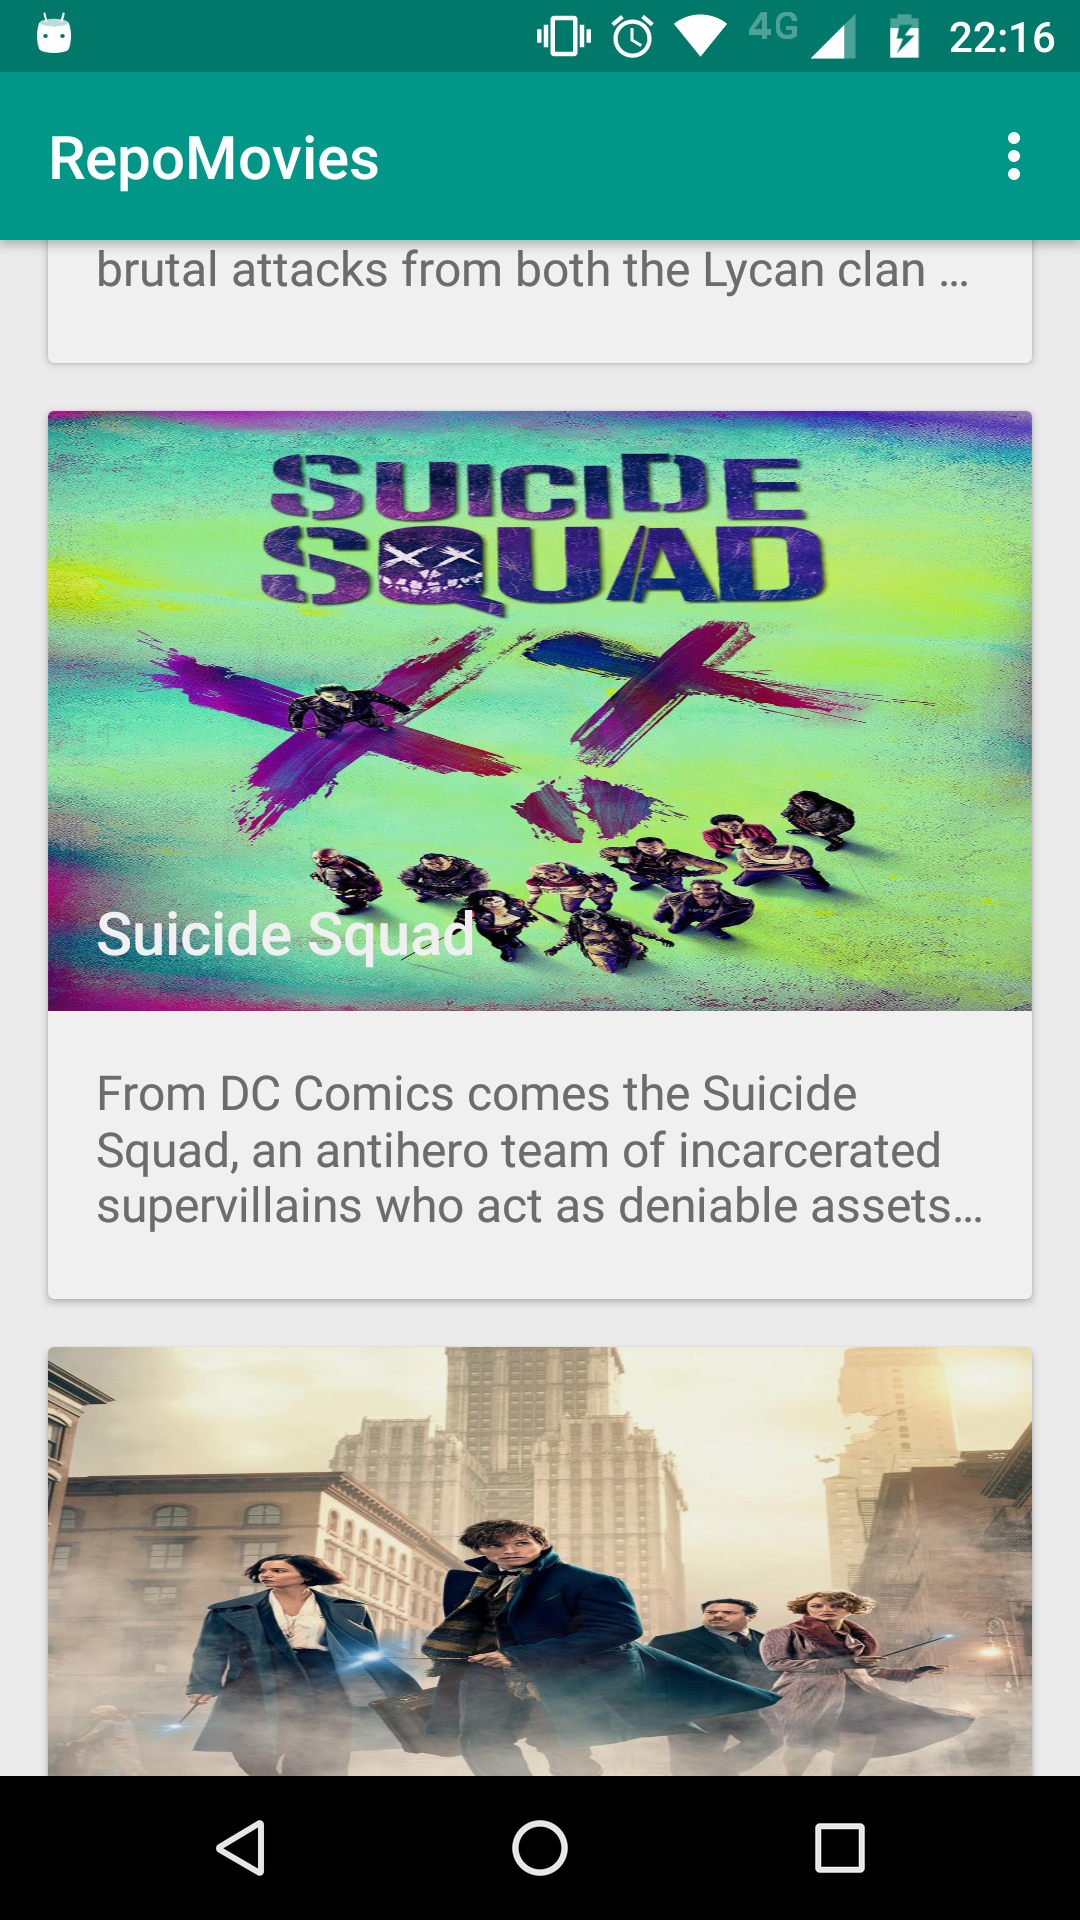 4G 22:16
RepoMovies
brutal attacks from both the Lycan clan …
SUICIDE
SQUAD
Suicide Squad
From DC Comics comes the Suicide
Squad, an antihero team of incarcerated
supervillains who act as deniable assets…